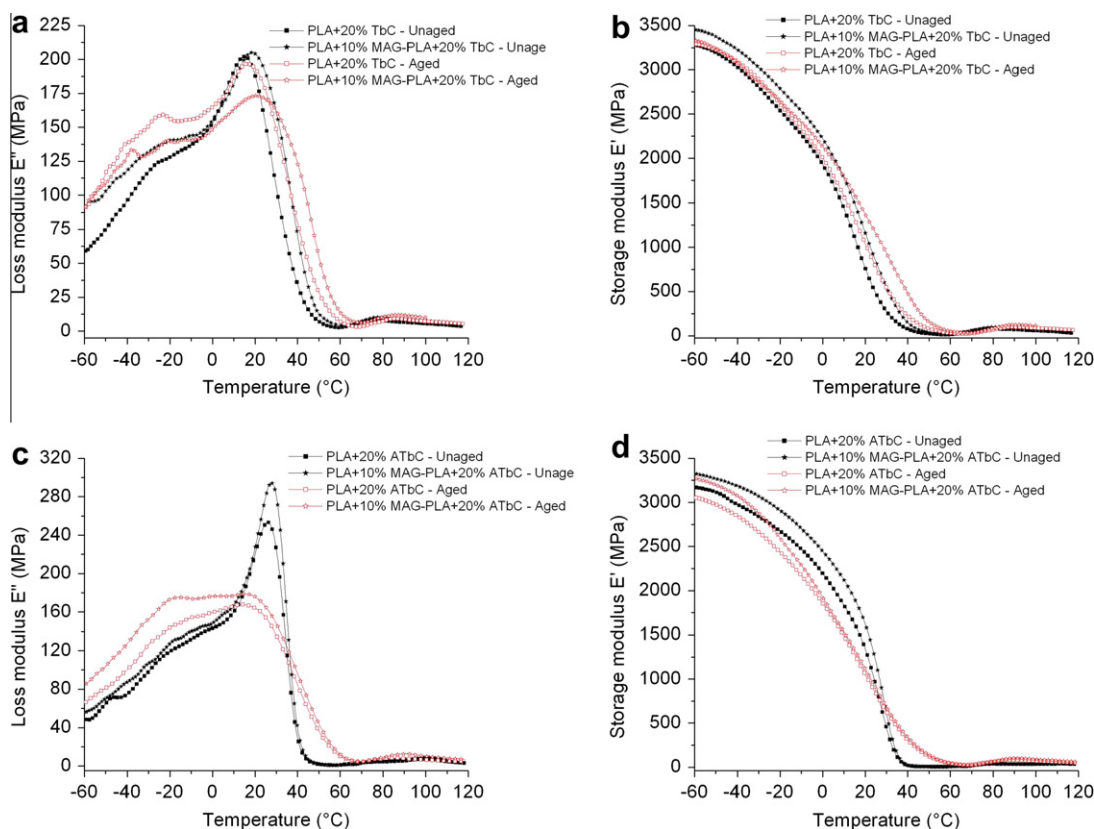 a
225
200
175
150
125
100
75
50
25
0
Loss modulus E" (MPa)
-60 -40 -20 0 20 40 60 80 100 120
Temperature (°C)
PLA+20% TbC - Unaged
PLA+10% MAG-PLA+20% TbC - Unage
PLA+20% TbC - Aged
PLA+10% MAG-PLA+20% TbC - Aged
b
3500
3000
2500
2000
1500
1000
500
0
Storage modulus E' (MPa)
-60 -40 -20 0 20 40 60 80 100 120
Temperature (°C)
PLA+20% TbC - Unaged
PLA+10% MAG-PLA+20% TbC - Unaged
PLA+20% TbC - Aged
PLA+10% MAG-PLA+20% TbC - Aged
c
320
280
240
200
160
120
80
40
0
Loss modulus E" (MPa)
-60 -40 -20 0 20 40 60 80 100 120
Temperature (°C)
PLA+20% ATbC - Unaged
PLA+10% MAG-PLA+20% ATbC - Unage
PLA+20% ATbC - Aged
PLA+10% MAG-PLA+20% ATbC - Aged
d
3500
3000
2500
3500
1500
1000
500
0
Storage modulus E' (MPa)
-60 -40 -20 0 20 40 60 80 100 120
Temperature (°C)
PLA+20% ATbC - Unaged
PLA+10% MAG-PLA+20% ATbC - Unaged
PLA+20% ATbC - Aged
PLA+10% MAG-PLA+20% ATbC - Aged